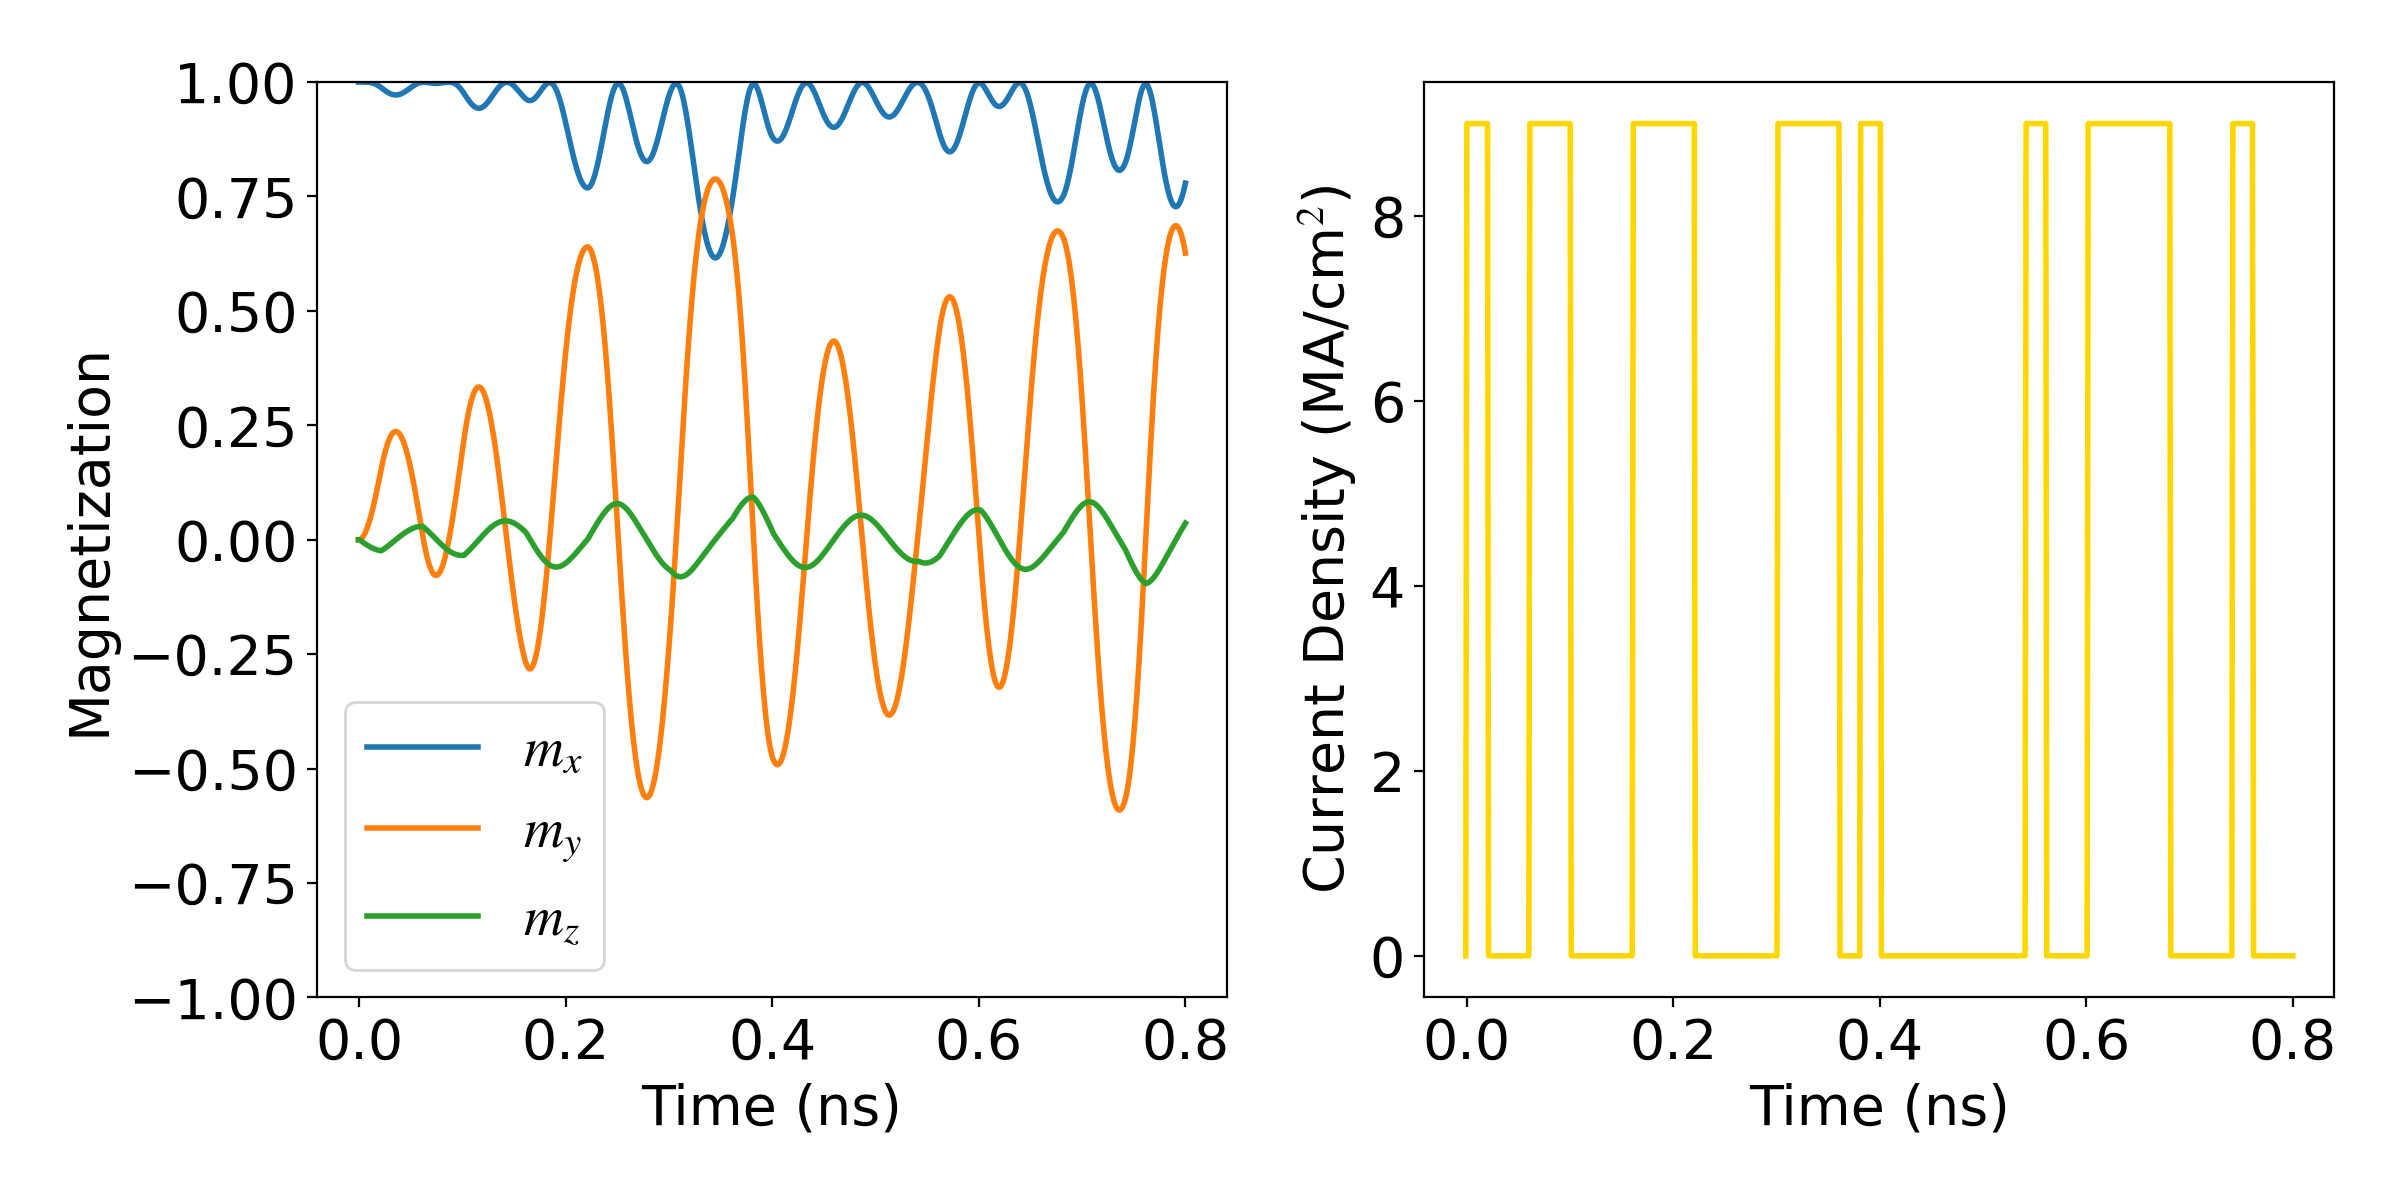 1.00
0.75
0.50
0.25
0.00
−0.25
−0.50
−0.75
−1.00
Magnetization
m_x
m_y
m_z
0.0 0.2 0.4 0.6 0.8
Time (ns)
8
6
4
2
0
Current Density (MA/cm²)
0.0 0.2 0.4 0.6 0.8
Time (ns)